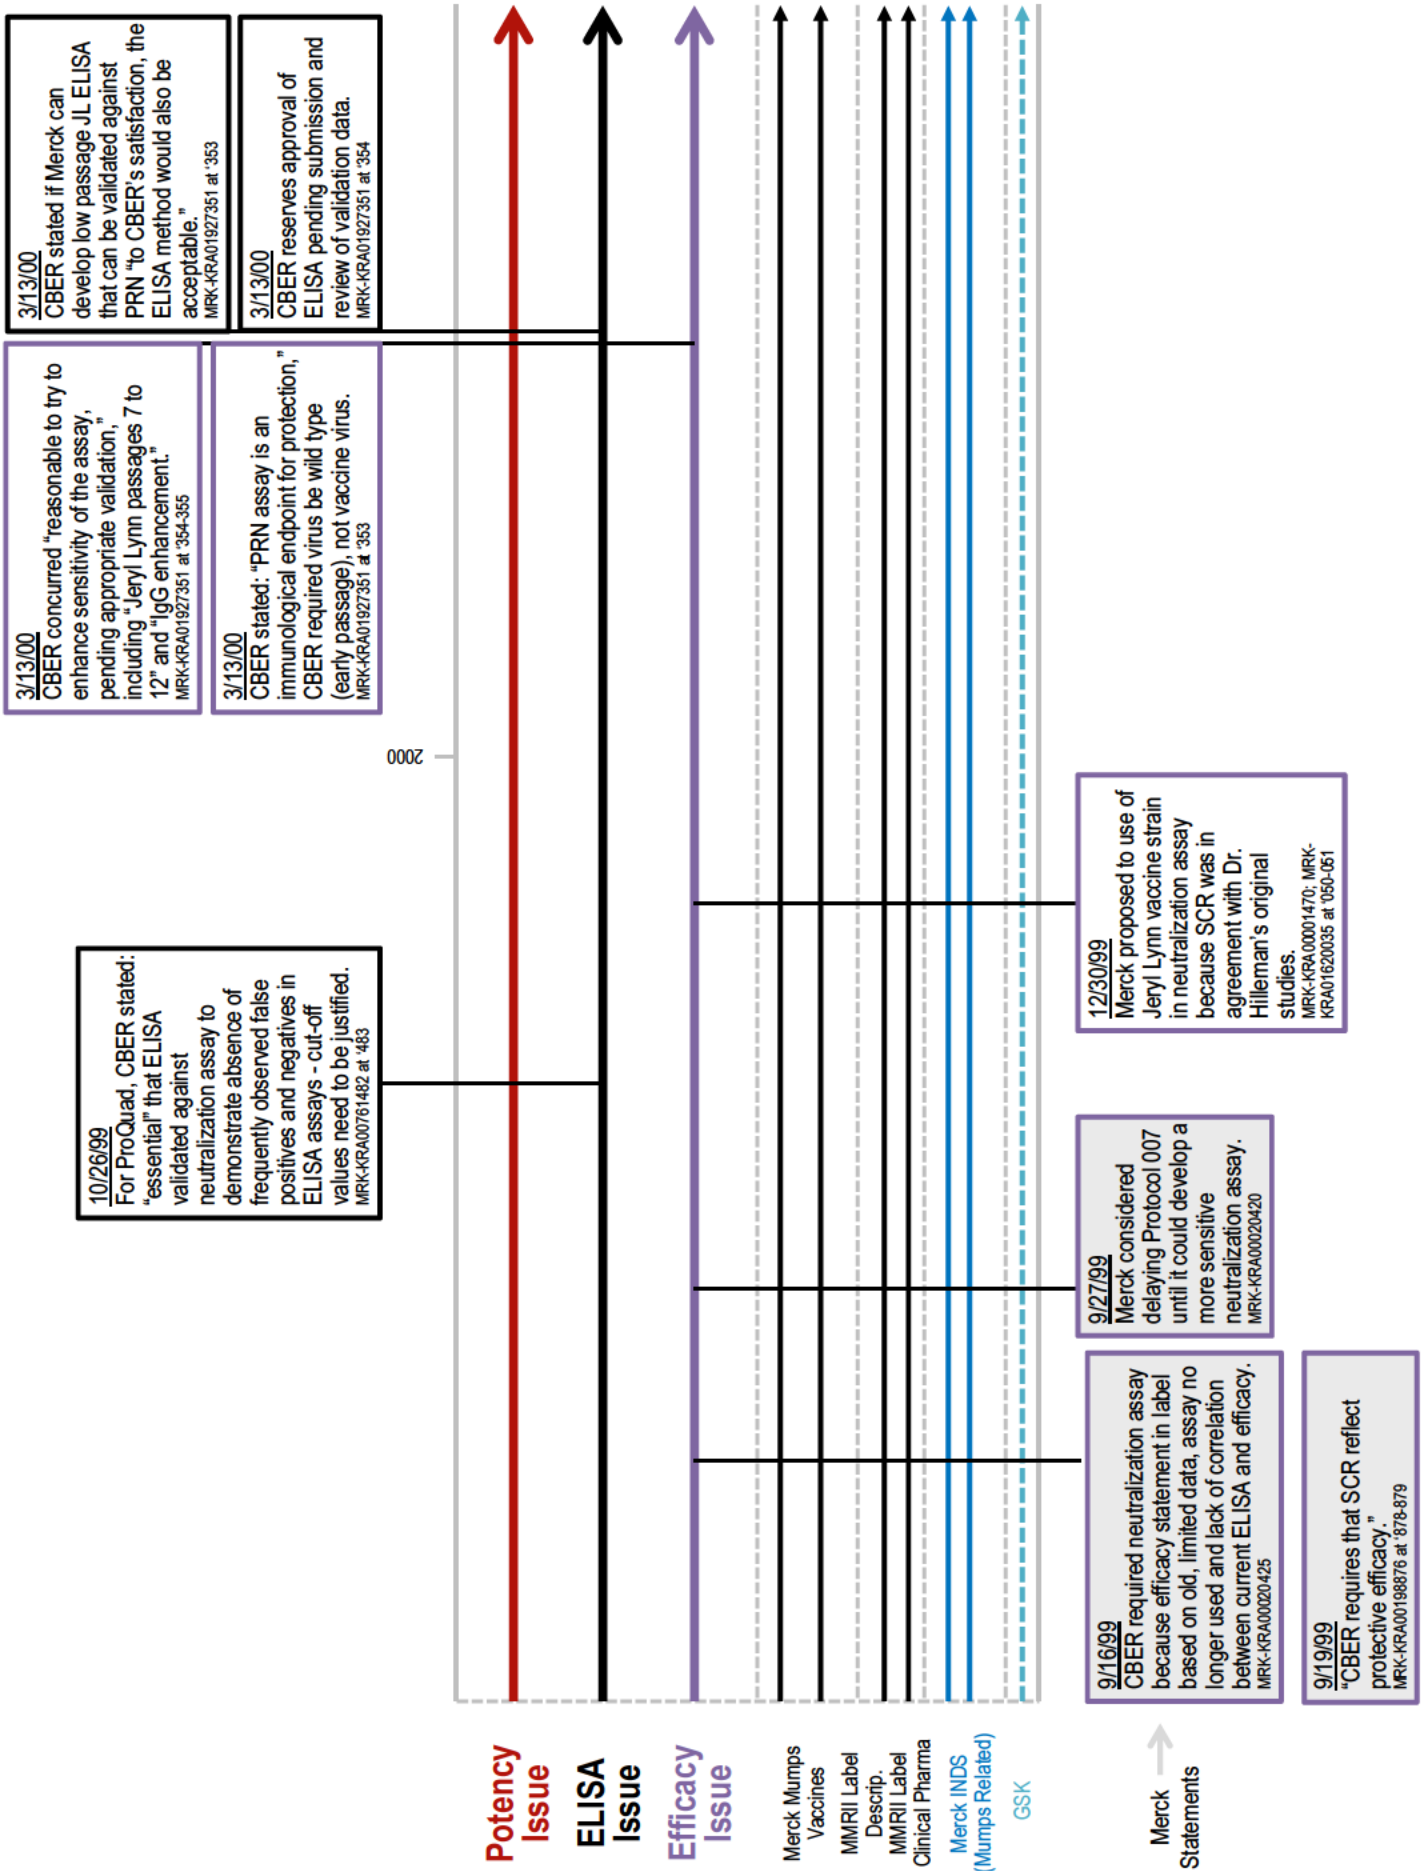 3/13/00
CBER concurred “reasonable to try to
enhance sensitivity of the assay,
pending appropriate validation,”
including “Jeryl Lynn passages 7 to
12” and “IgG enhancement.”
MRK-KRA01927351 at ‘354-355
3/13/00
CBER stated: “PRN assay is an
immunological endpoint for protection,”
CBER required virus be wild type
(early passage), not vaccine virus.
MRK-KRA01927351 at ‘353
3/13/00
CBER stated if Merck can
develop low passage JL ELISA
that can be validated against
PRN “to CBER’s satisfaction, the
ELISA method would also be
acceptable.”
MRK-KRA01927351 at ‘353
3/13/00
CBER reserves approval of
ELISA pending submission and
review of validation data.
MRK-KRA01927351 at ‘354
10/26/99
For ProQuad, CBER stated:
“essential” that ELISA
validated against
neutralization assay to
demonstrate absence of
frequently observed false
positives and negatives in
ELISA assays - cut-off
values need to be justified.
MRK-KRA00761482 at ‘483
2000
Potency
Issue
ELISA
Issue
Efficacy
Issue
Merck Mumps
Vaccines
MMRII Label
Descrip.
MMRII Label
Clinical Pharma
Merck INDS
(Mumps Related)
GSK
Merck
Statements
9/16/99
CBER required neutralization assay
because efficacy statement in label
based on old, limited data, assay no
longer used and lack of correlation
between current ELISA and efficacy.
MRK-KRA00020425
9/19/99
“CBER requires that SCR reflect
protective efficacy.”
MRK-KRA00198876 at ‘878-879
9/27/99
Merck considered
delaying Protocol 007
until it could develop a
more sensitive
neutralization assay.
MRK-KRA00020420
12/30/99
Merck proposed to use of
Jeryl Lynn vaccine strain
in neutralization assay
because SCR was in
agreement with Dr.
Hilleman’s original
studies.
MRK-KRA00001470; MRK-
KRA01620035 at ‘050-051